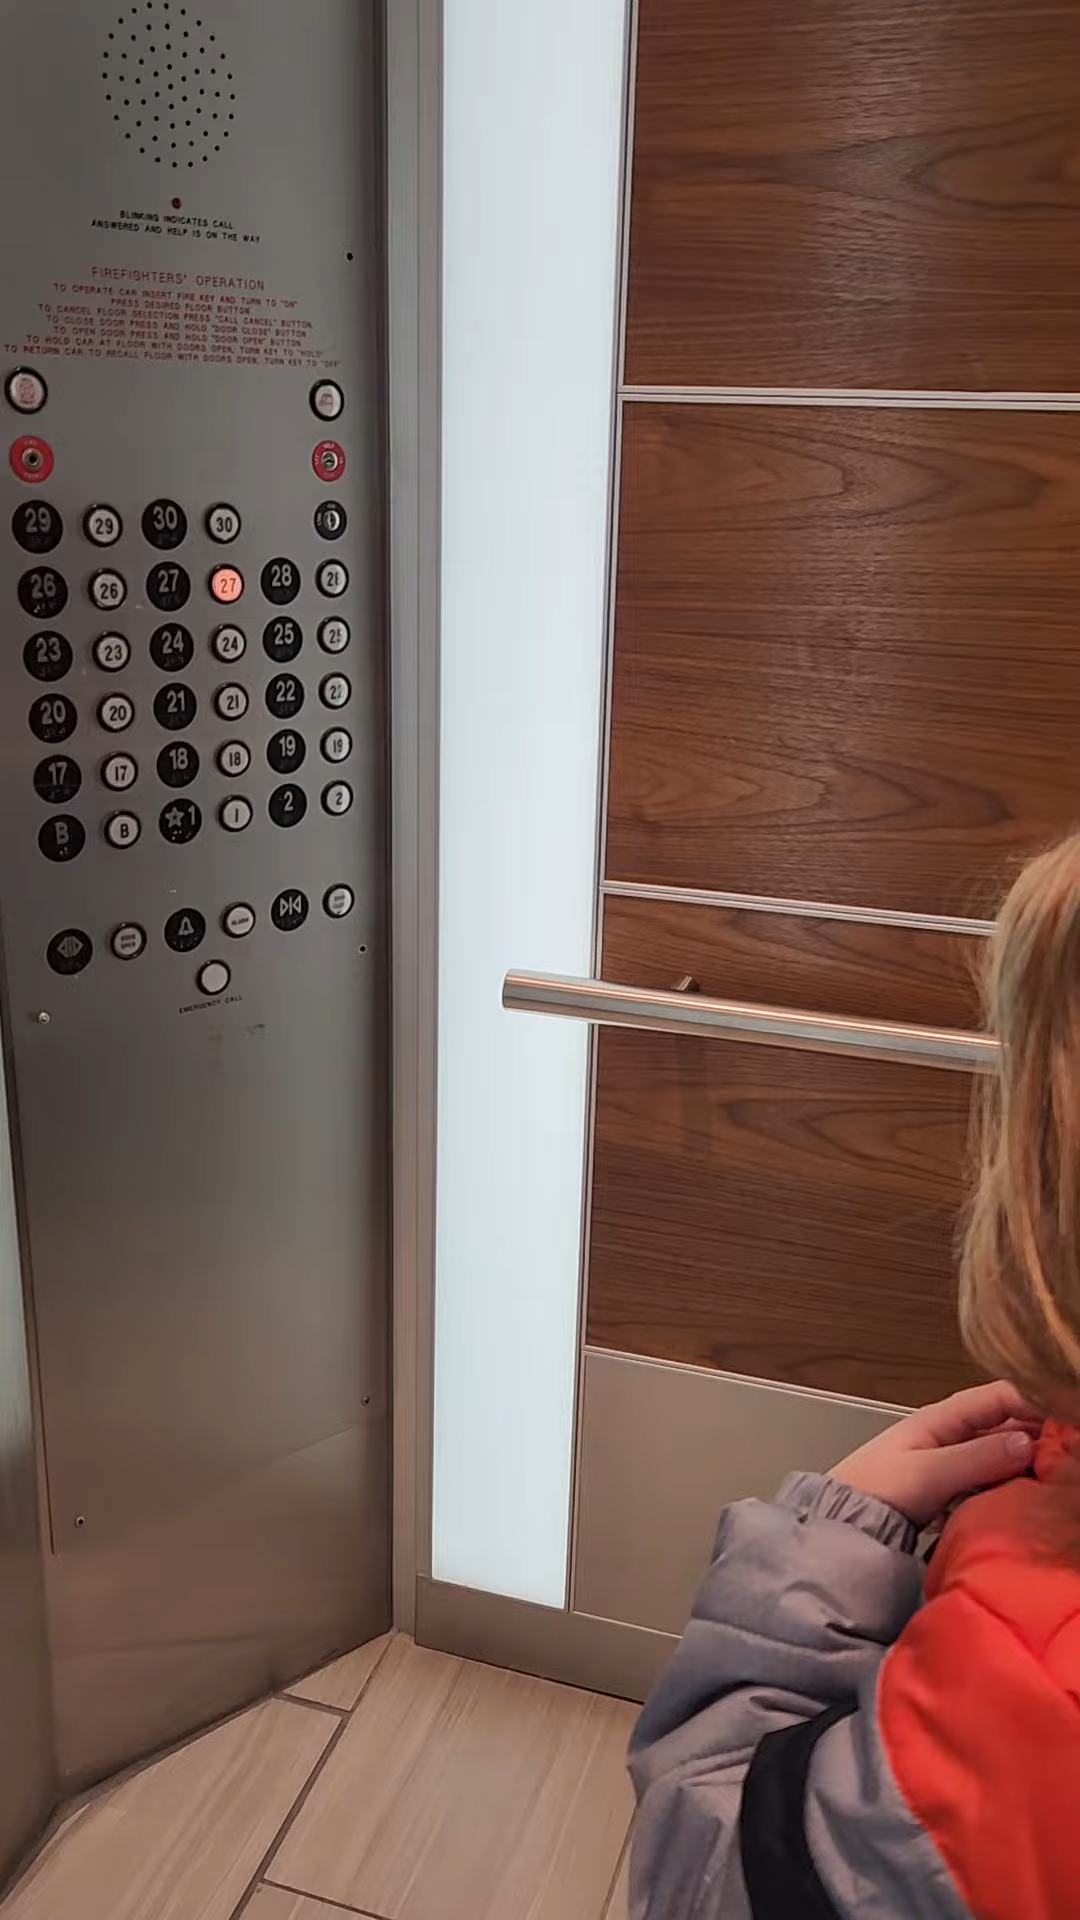 BLINKING INDICATES CALL
ANSWERED AND HELP IS ON THE WAY
FIREFIGHTERS' OPERATION
TO OPERATE CAR INSERT FIRE KEY AND TURN TO "ON"
PRESS DESIRED FLOOR BUTTON
TO CANCEL FLOOR SELECTION PRESS "CALL CANCEL" BUTTON
TO CLOSE DOOR PRESS AND HOLD "DOOR CLOSE" BUTTON
TO OPEN DOOR PRESS AND HOLD "DOOR OPEN" BUTTON
TO HOLD CAR AT FLOOR WITH DOORS OPEN, TURN KEY TO "HOLD"
TO RETURN CAR TO RECALL FLOOR WITH DOORS OPEN, TURN KEY TO "OFF"
29 29 30 30
26 26 27 27 28 28
23 23 24 24 25 25
20 20 21 21 22 22
17 17 18 18 19 19
B B ★1 1 2 2
DOOR OPEN ALARM
EMERGENCY CALL